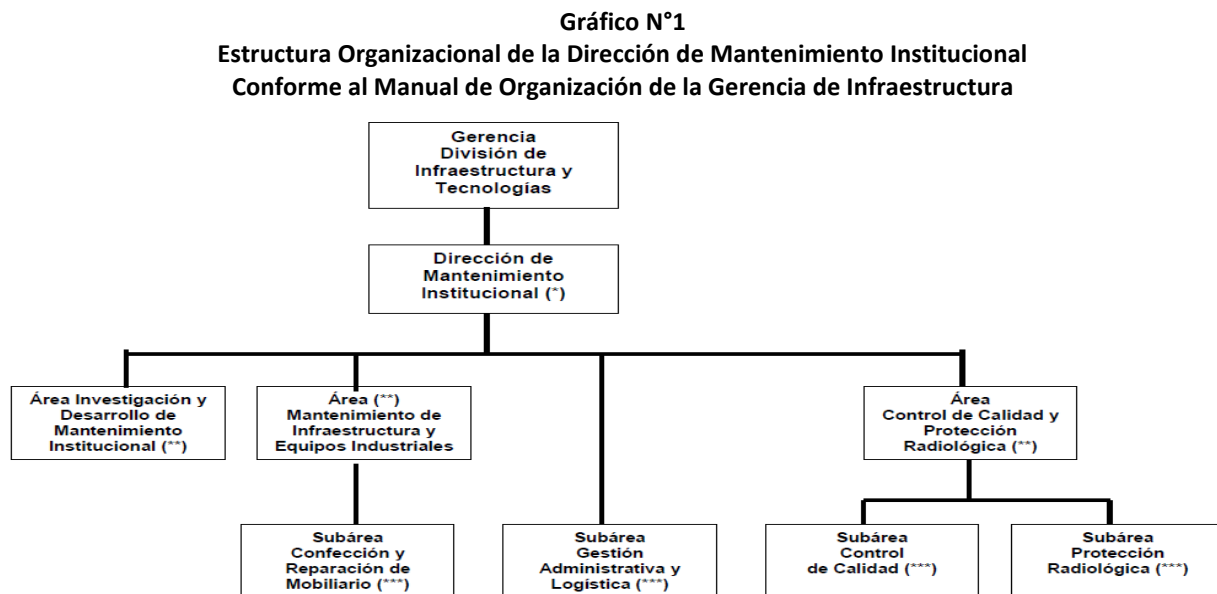 Gráfico N°1
Estructura Organizacional de la Dirección de Mantenimiento Institucional
Conforme al Manual de Organización de la Gerencia de Infraestructura
Gerencia
División de
Infraestructura y
Tecnologías
Dirección de
Mantenimiento
Institucional (*)
Área Investigación y
Desarrollo de
Mantenimiento
Institucional (**)
Área (**)
Mantenimiento de
Infraestructura y
Equipos Industriales
Área
Control de Calidad y
Protección
Radiológica (**)
Subárea
Confección y
Reparación de
Mobiliario (***)
Subárea
Gestión
Administrativa y
Logística (***)
Subárea
Control
de Calidad (***)
Subárea
Protección
Radiológica (***)